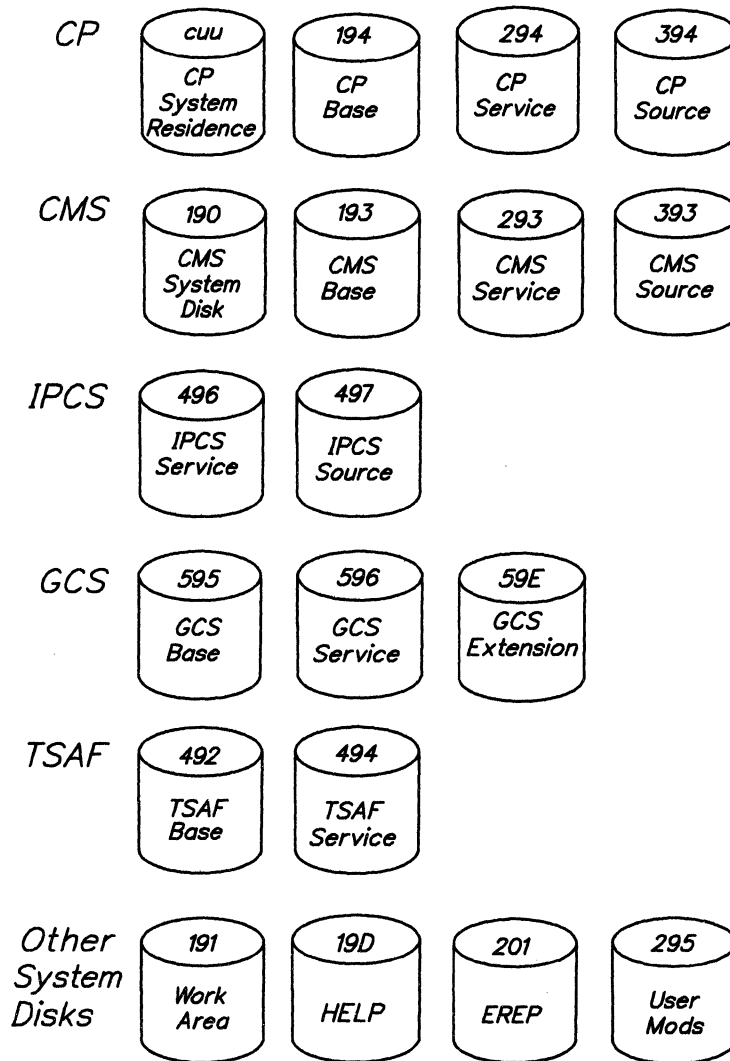 CP
cuu
CP
System
Residence
194
CP
Base
294
CP
Service
394
CP
Source
CMS
190
CMS
System
Disk
193
CMS
Base
293
CMS
Service
393
CMS
Source
IPCS
496
IPCS
Service
497
IPCS
Source
GCS
595
GCS
Base
596
GCS
Service
59E
GCS
Extension
TSAF
492
TSAF
Base
494
TSAF
Service
Other
System
Disks
191
Work
Area
19D
HELP
201
EREP
295
User
Mods